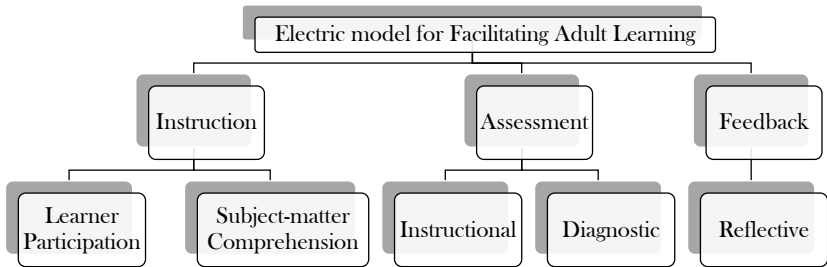 Electric model for Facilitating Adult Learning
Instruction
Assessment
Feedback
Learner
Participation
Subject-matter
Comprehension
Instructional
Diagnostic
Reflective